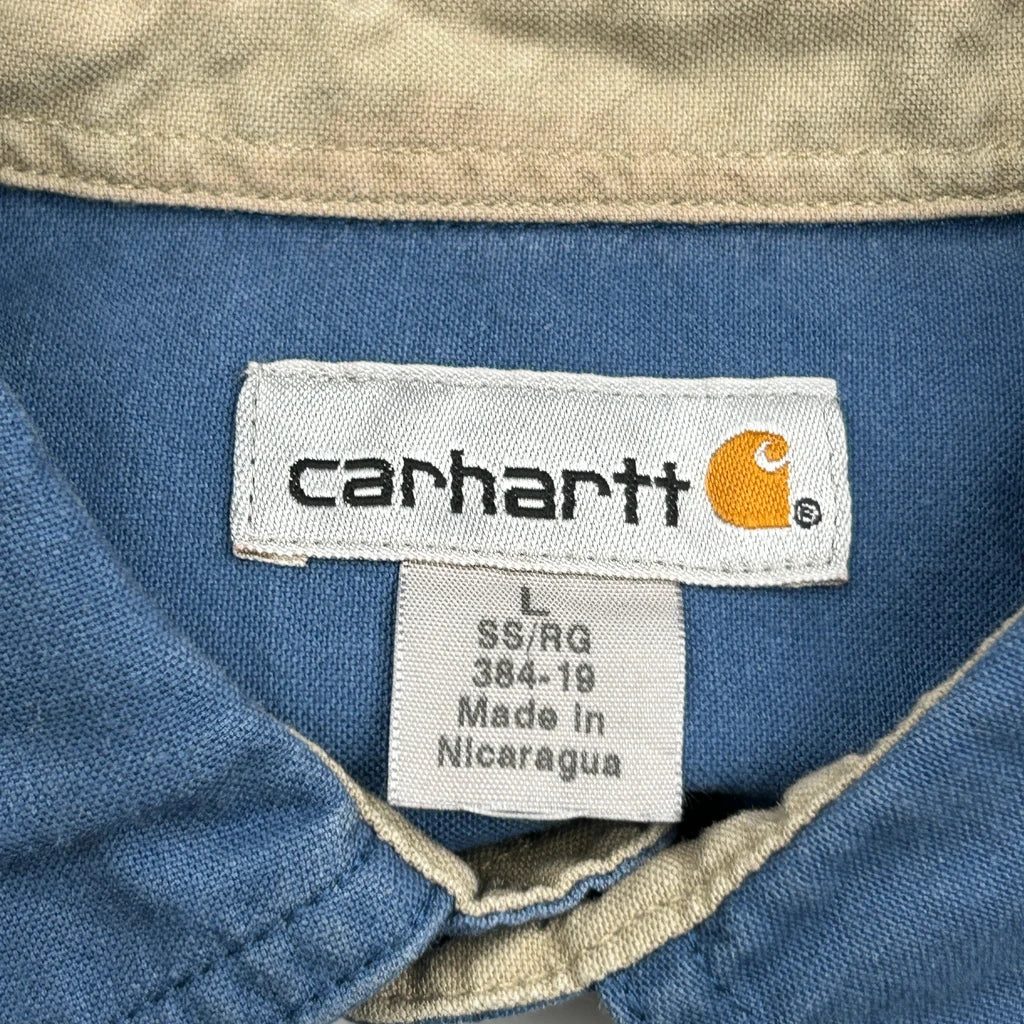 carhartt ®
L
SS/RG
384-19
Made In
Nicaragua